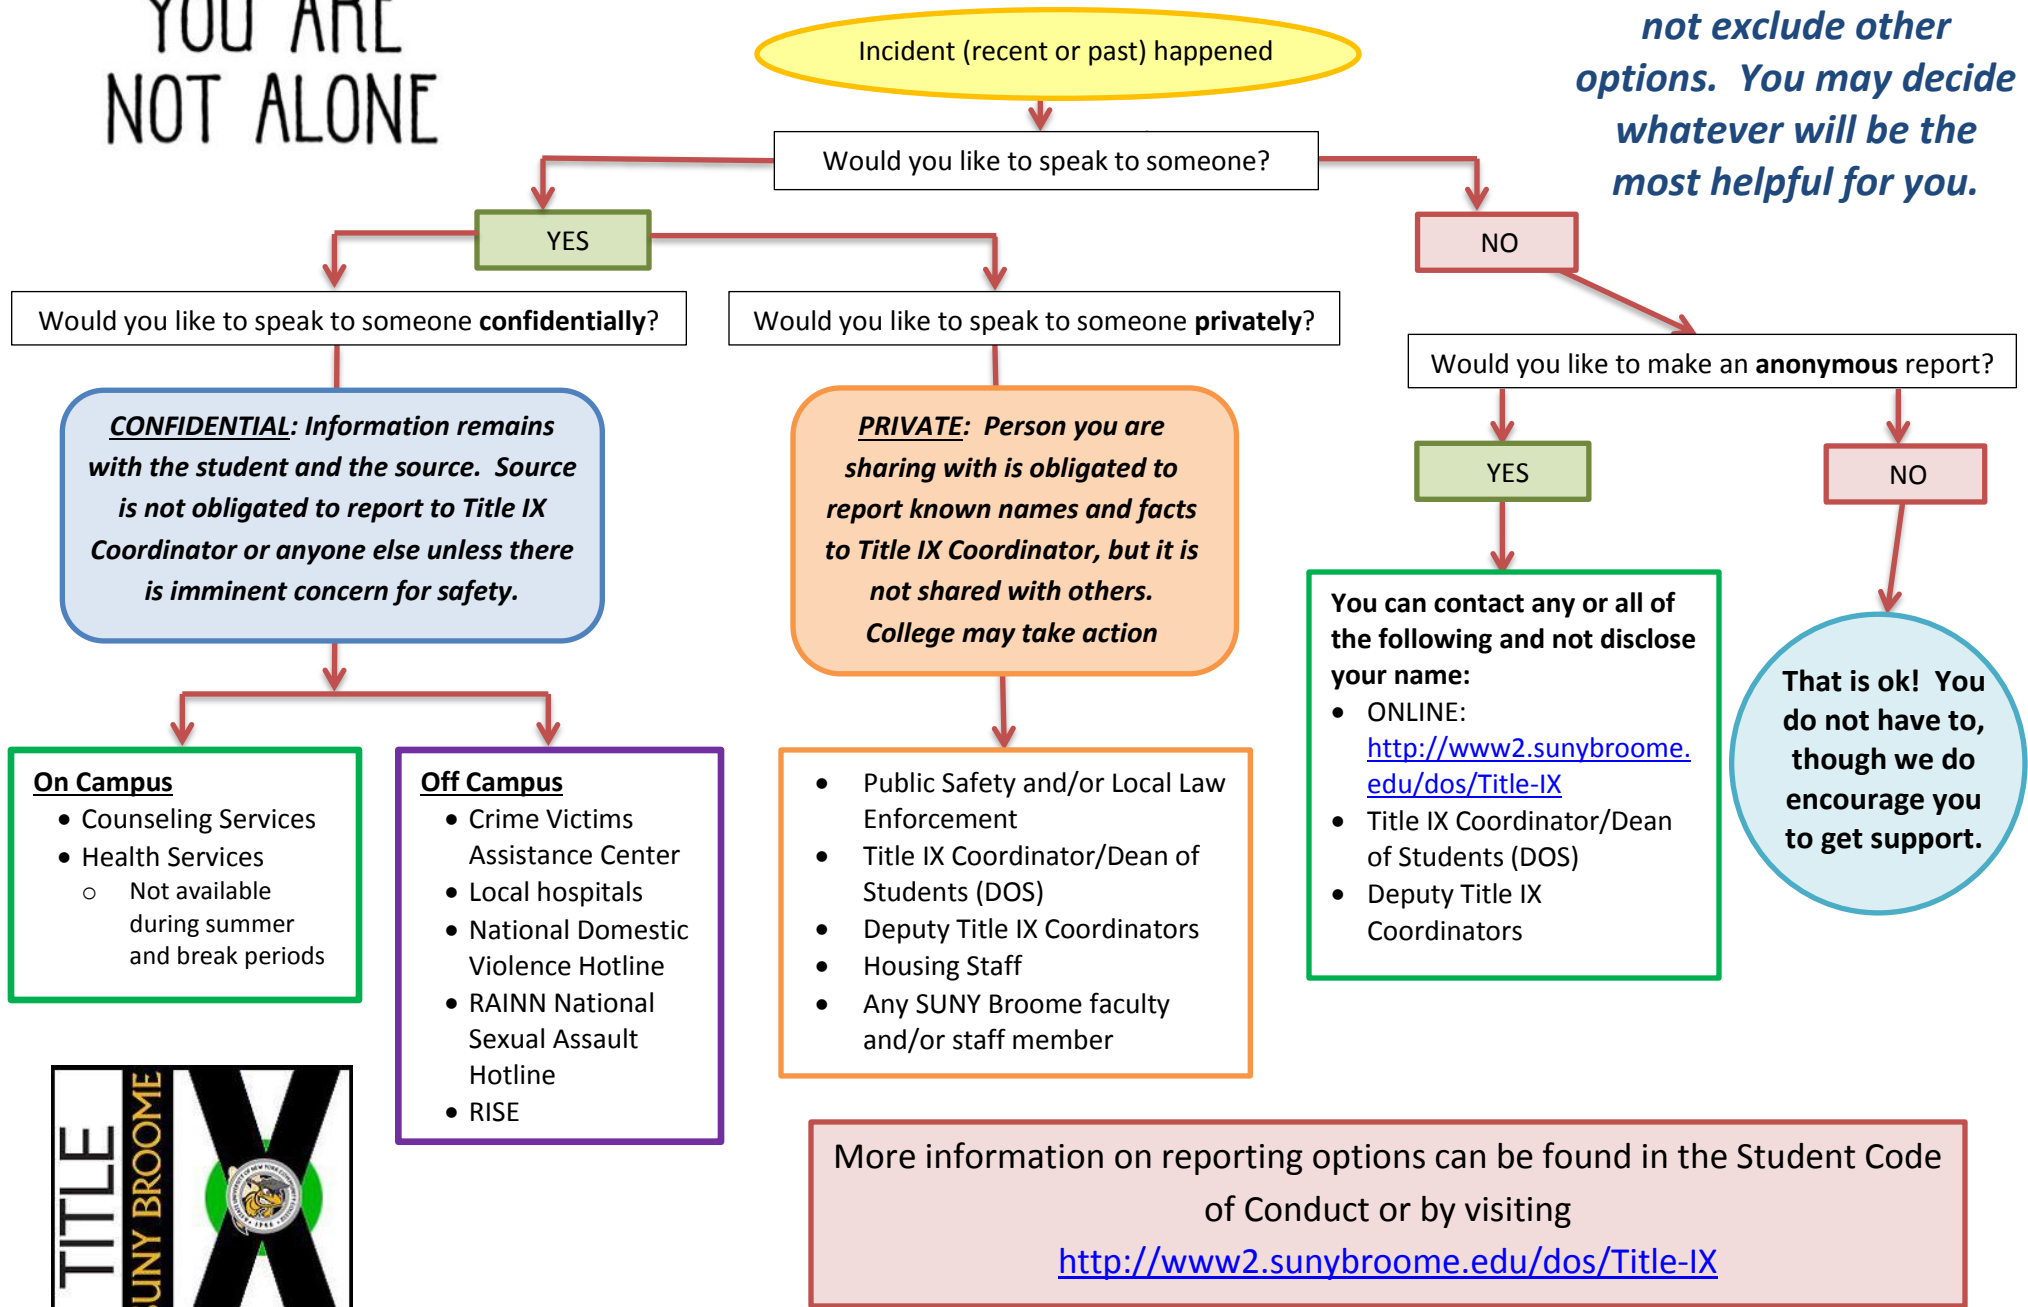 YOU ARE
NOT ALONE
Incident (recent or past) happened
not exclude other
options.  You may decide
whatever will be the
most helpful for you.
Would you like to speak to someone?
YES
NO
Would you like to speak to someone confidentially?
Would you like to speak to someone privately?
Would you like to make an anonymous report?
CONFIDENTIAL: Information remains
with the student and the source.  Source
is not obligated to report to Title IX
Coordinator or anyone else unless there
is imminent concern for safety.
PRIVATE:  Person you are
sharing with is obligated to
report known names and facts
to Title IX Coordinator, but it is
not shared with others.
College may take action
YES
NO
You can contact any or all of
the following and not disclose
your name:
• ONLINE:
http://www2.sunybroome.
edu/dos/Title-IX
• Title IX Coordinator/Dean
of Students (DOS)
• Deputy Title IX
Coordinators
That is ok!  You
do not have to,
though we do
encourage you
to get support.
On Campus
• Counseling Services
• Health Services
o Not available
during summer
and break periods
Off Campus
• Crime Victims
Assistance Center
• Local hospitals
• National Domestic
Violence Hotline
• RAINN National
Sexual Assault
Hotline
• RISE
• Public Safety and/or Local Law
Enforcement
• Title IX Coordinator/Dean of
Students (DOS)
• Deputy Title IX Coordinators
• Housing Staff
• Any SUNY Broome faculty
and/or staff member
TITLE
SUNY BROOME
More information on reporting options can be found in the Student Code
of Conduct or by visiting
http://www2.sunybroome.edu/dos/Title-IX